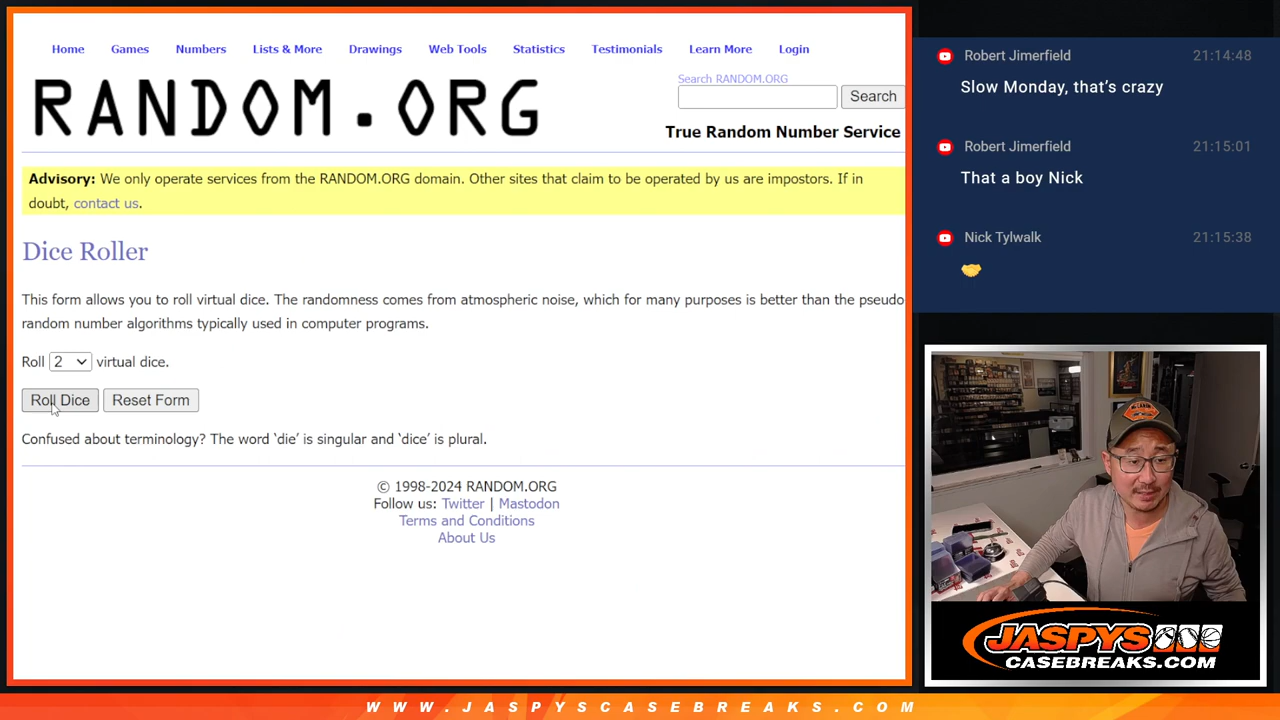 Home Games Numbers Lists & More Drawings Web Tools Statistics Testimonials Learn More Login
RANDOM.ORG
Search RANDOM.ORG
Search
True Random Number Service
Advisory: We only operate services from the RANDOM.ORG domain. Other sites that claim to be operated by us are impostors. If in
doubt, contact us.
Dice Roller
This form allows you to roll virtual dice. The randomness comes from atmospheric noise, which for many purposes is better than the pseudo
random number algorithms typically used in computer programs.
Roll 2 virtual dice.
Roll Dice Reset Form
Confused about terminology? The word ‘die’ is singular and ‘dice’ is plural.
© 1998-2024 RANDOM.ORG
Follow us: Twitter | Mastodon
Terms and Conditions
About Us
Robert Jimerfield 21:14:48
Slow Monday, that’s crazy
Robert Jimerfield 21:15:01
That a boy Nick
Nick Tylwalk 21:15:38
🤝
JASPYS
CASEBREAKS.COM
WWW.JASPYSCASEBREAKS.COM